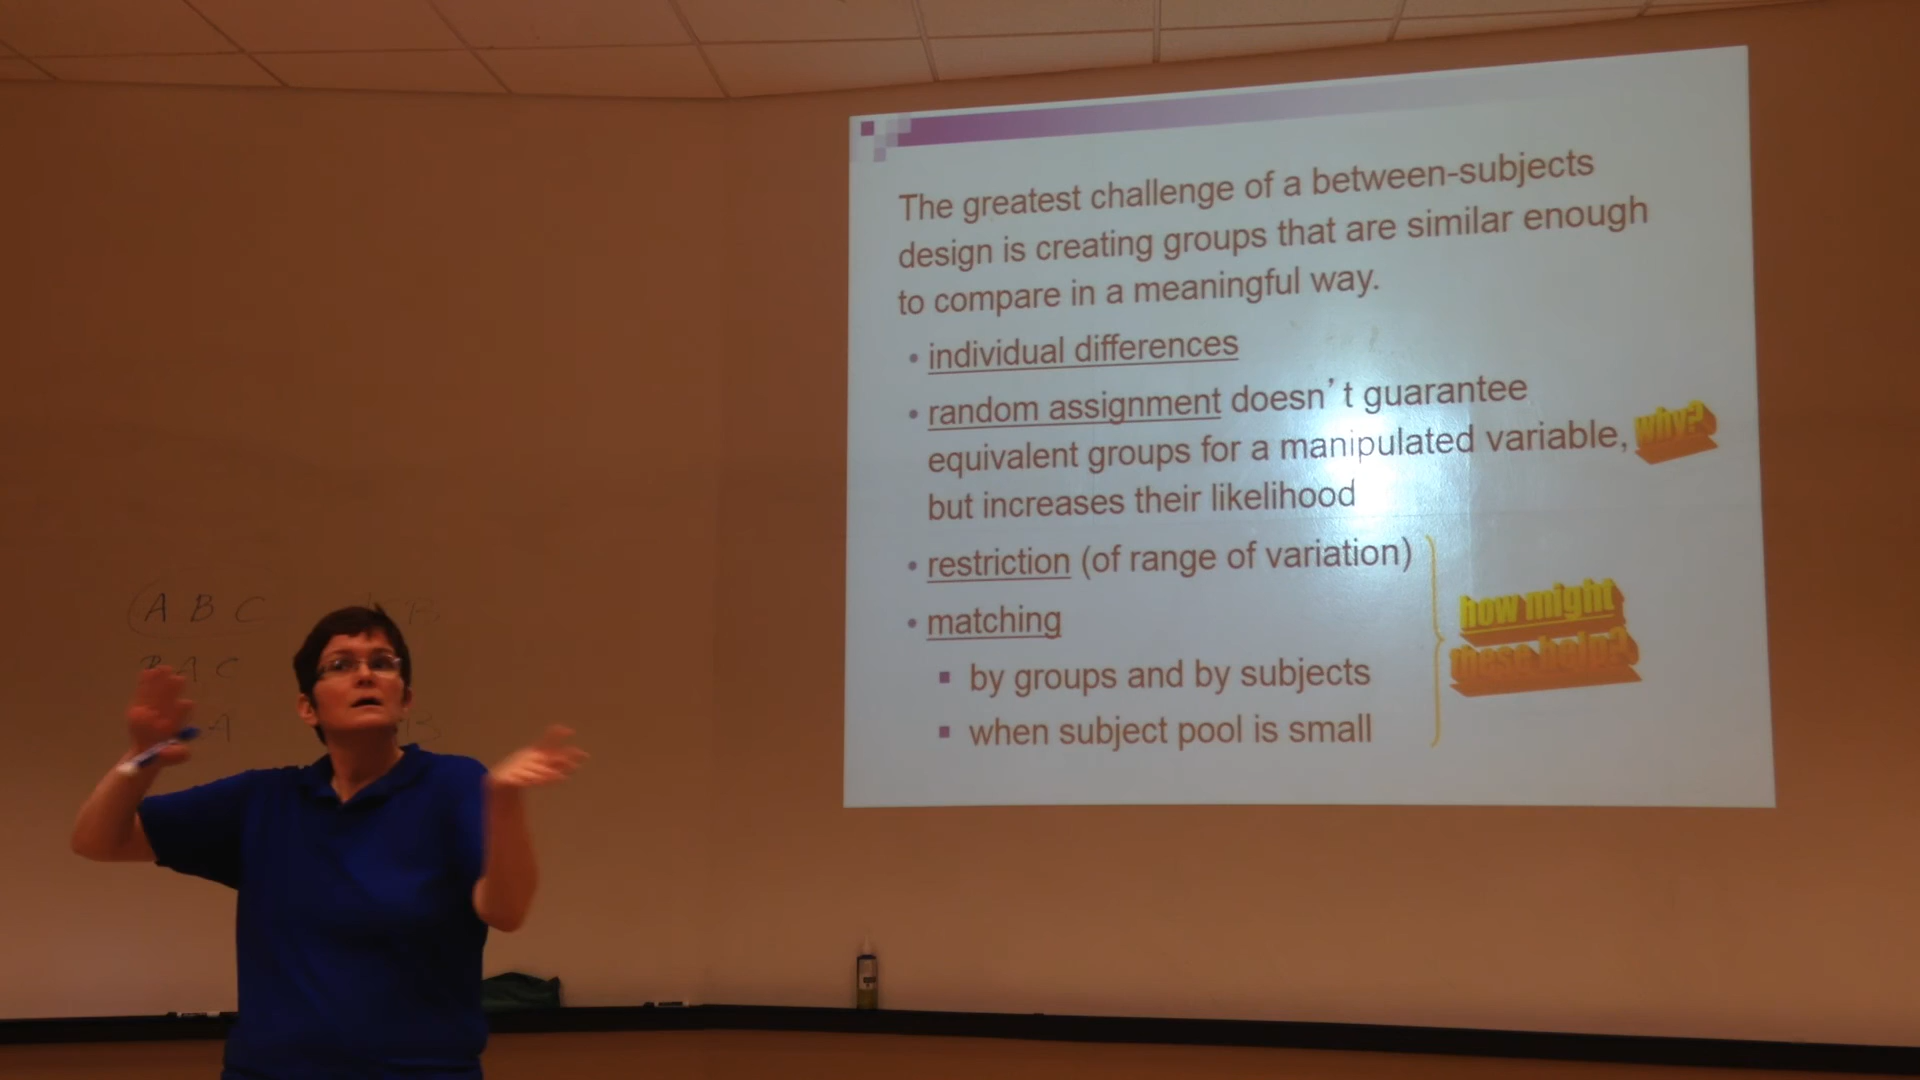 The greatest challenge of a between-subjects
design is creating groups that are similar enough
to compare in a meaningful way.
• individual differences
• random assignment doesn't guarantee
equivalent groups for a manipulated variable, why?
but increases their likelihood
• restriction (of range of variation)
• matching
▪ by groups and by subjects
▪ when subject pool is small
how might
these help?
A B C
B A C
A